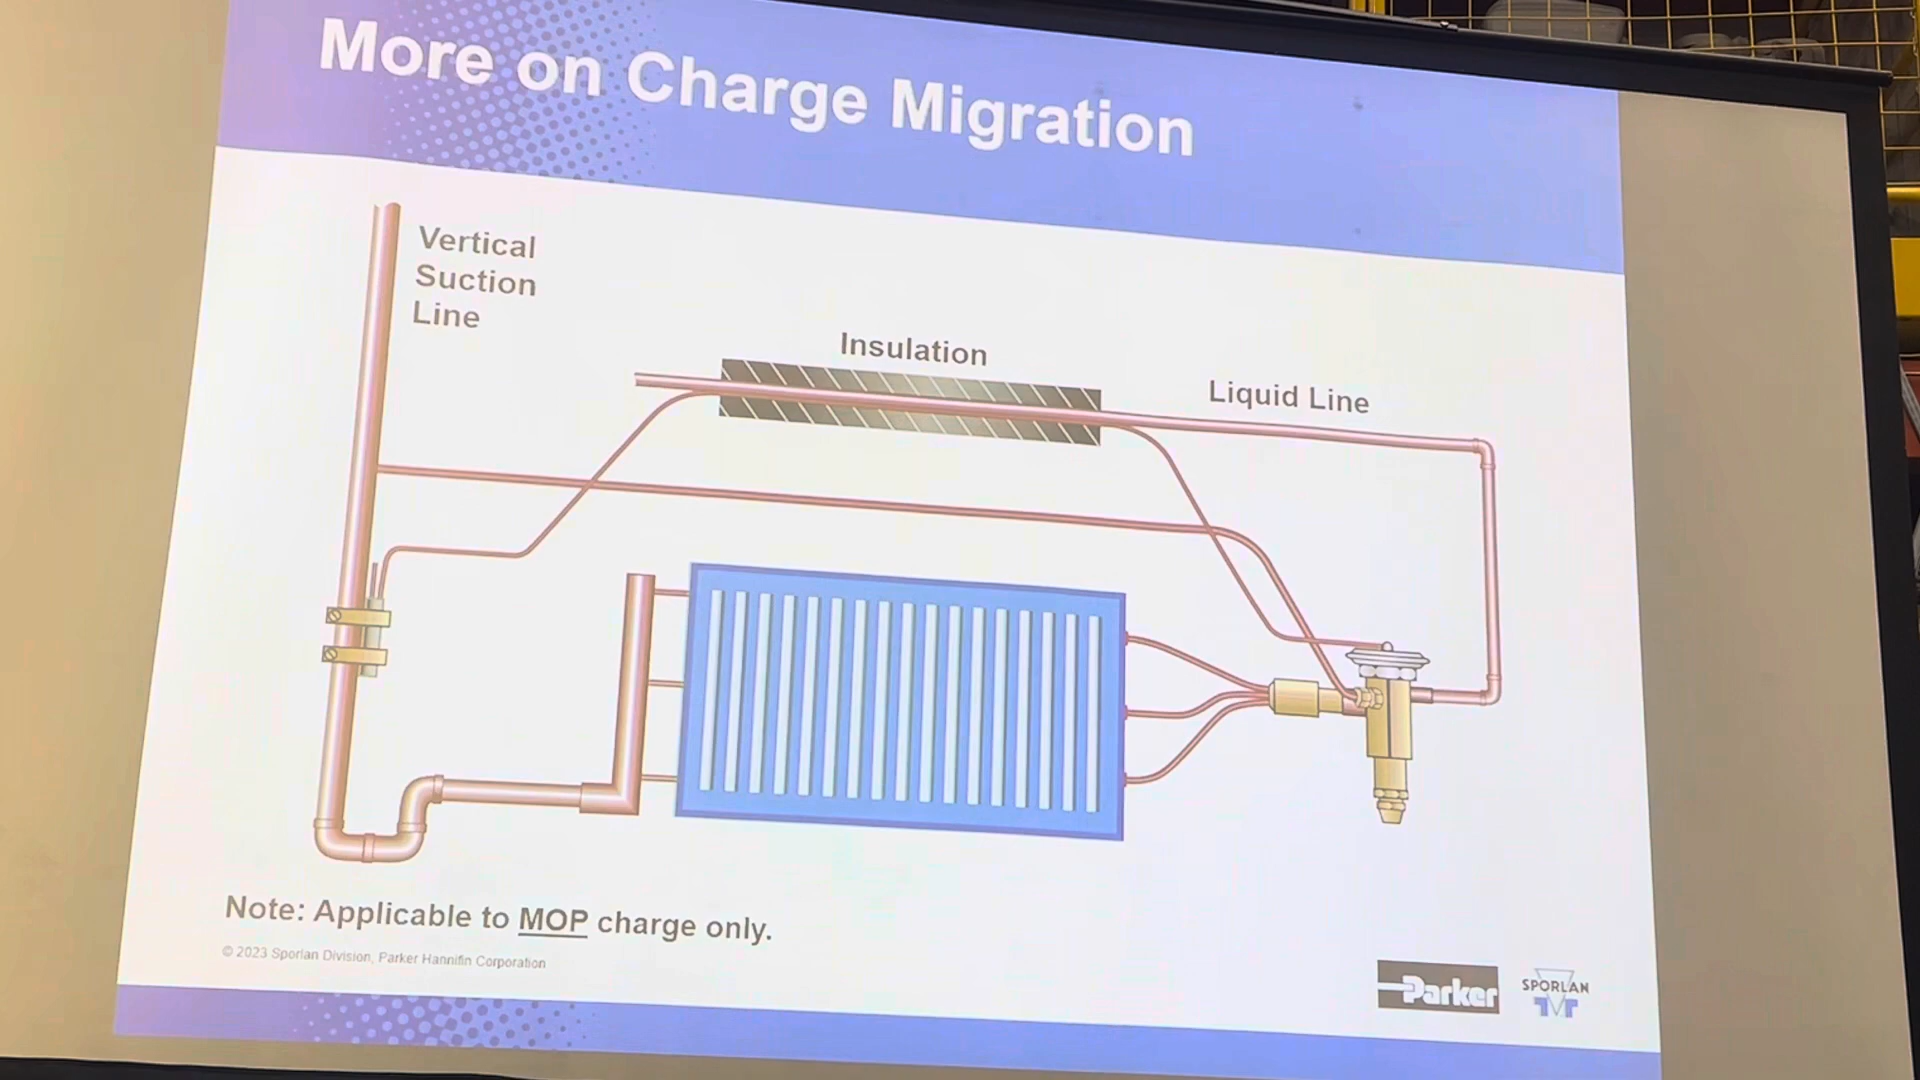 More on Charge Migration
Vertical
Suction
Line
Insulation
Liquid Line
Note: Applicable to MOP charge only.
© 2023 Sporlan Division, Parker Hannifin Corporation
Parker
SPORLAN